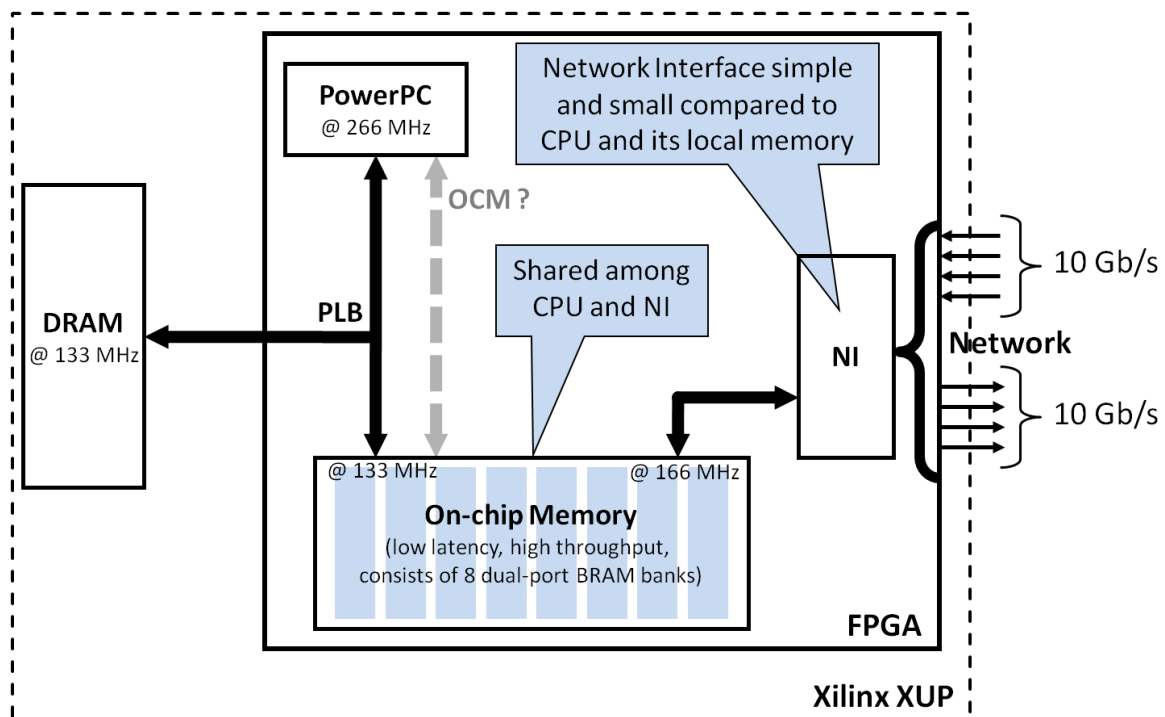 PowerPC
@ 266 MHz
Network Interface simple
and small compared to
CPU and its local memory
OCM ?
DRAM
@ 133 MHz
PLB
Shared among
CPU and NI
NI
10 Gb/s
Network
10 Gb/s
@ 133 MHz
@ 166 MHz
On-chip Memory
(low latency, high throughput,
consists of 8 dual-port BRAM banks)
FPGA
Xilinx XUP